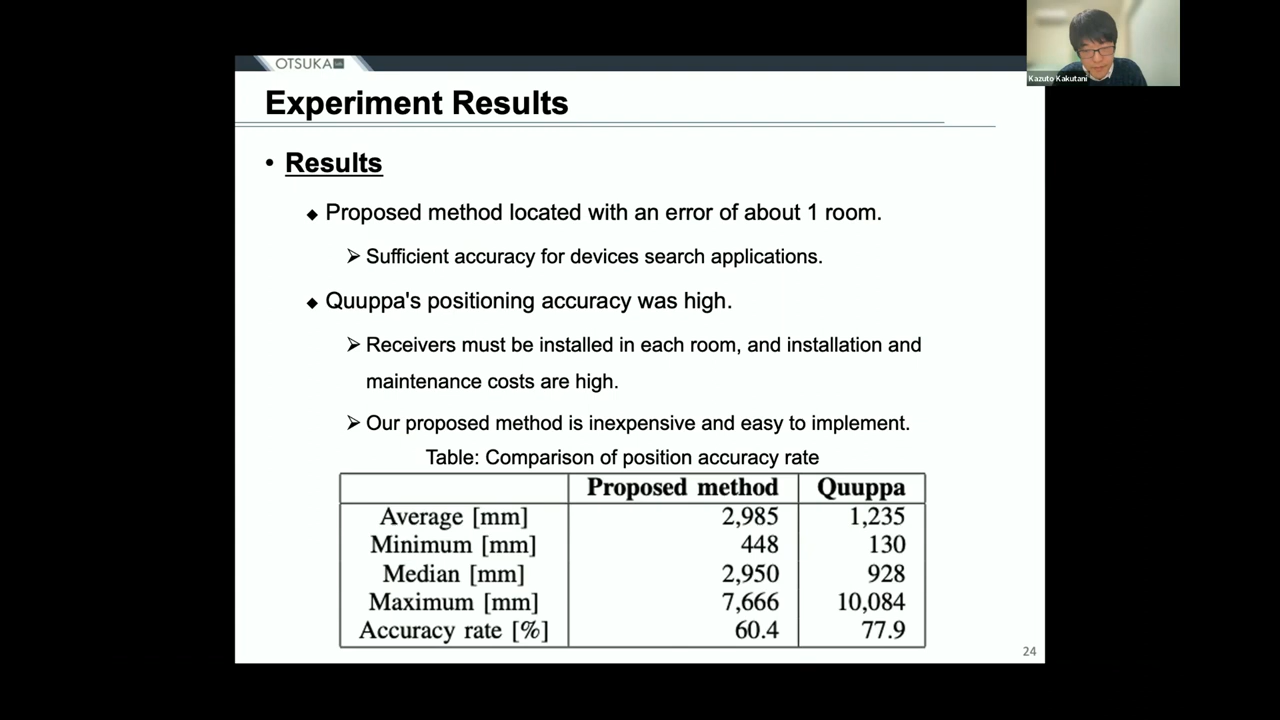 Kazuto Kakutani
OTSUKA
Experiment Results
• Results
◆ Proposed method located with an error of about 1 room.
➢ Sufficient accuracy for devices search applications.
◆ Quuppa's positioning accuracy was high.
➢ Receivers must be installed in each room, and installation and
maintenance costs are high.
➢ Our proposed method is inexpensive and easy to implement.
Table: Comparison of position accuracy rate
Proposed method Quuppa
Average [mm] 2,985 1,235
Minimum [mm] 448 130
Median [mm] 2,950 928
Maximum [mm] 7,666 10,084
Accuracy rate [%] 60.4 77.9
24